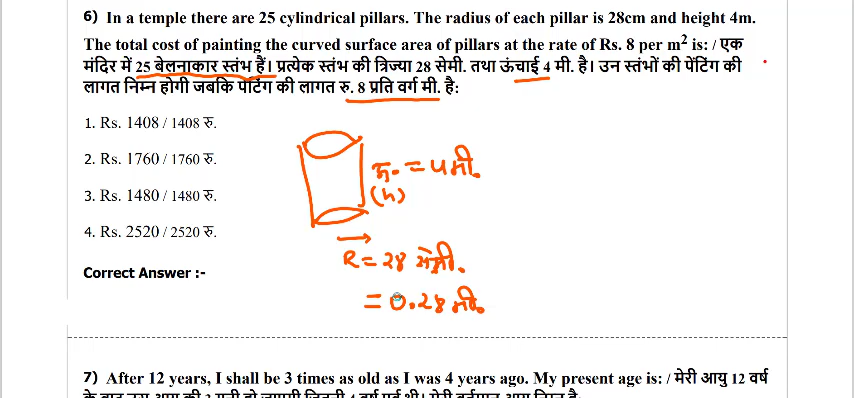 6) In a temple there are 25 cylindrical pillars. The radius of each pillar is 28cm and height 4m.
The total cost of painting the curved surface area of pillars at the rate of Rs. 8 per m² is: / एक
मंदिर में 25 बेलनाकार स्तंभ हैं। प्रत्येक स्तंभ की त्रिज्या 28 सेमी. तथा ऊंचाई 4 मी. है। उन स्तंभों की पेंटिंग की
लागत निम्न होगी जबकि पेंटिंग की लागत रु. 8 प्रति वर्ग मी. है:
1. Rs. 1408 / 1408 रु.
2. Rs. 1760 / 1760 रु.
3. Rs. 1480 / 1480 रु.
4. Rs. 2520 / 2520 रु.
= 4 मी.
(h)
Correct Answer :-
R = 28 सेमी.
= 0.28 मी.
7) After 12 years, I shall be 3 times as old as I was 4 years ago. My present age is: / मेरी आयु 12 वर्ष